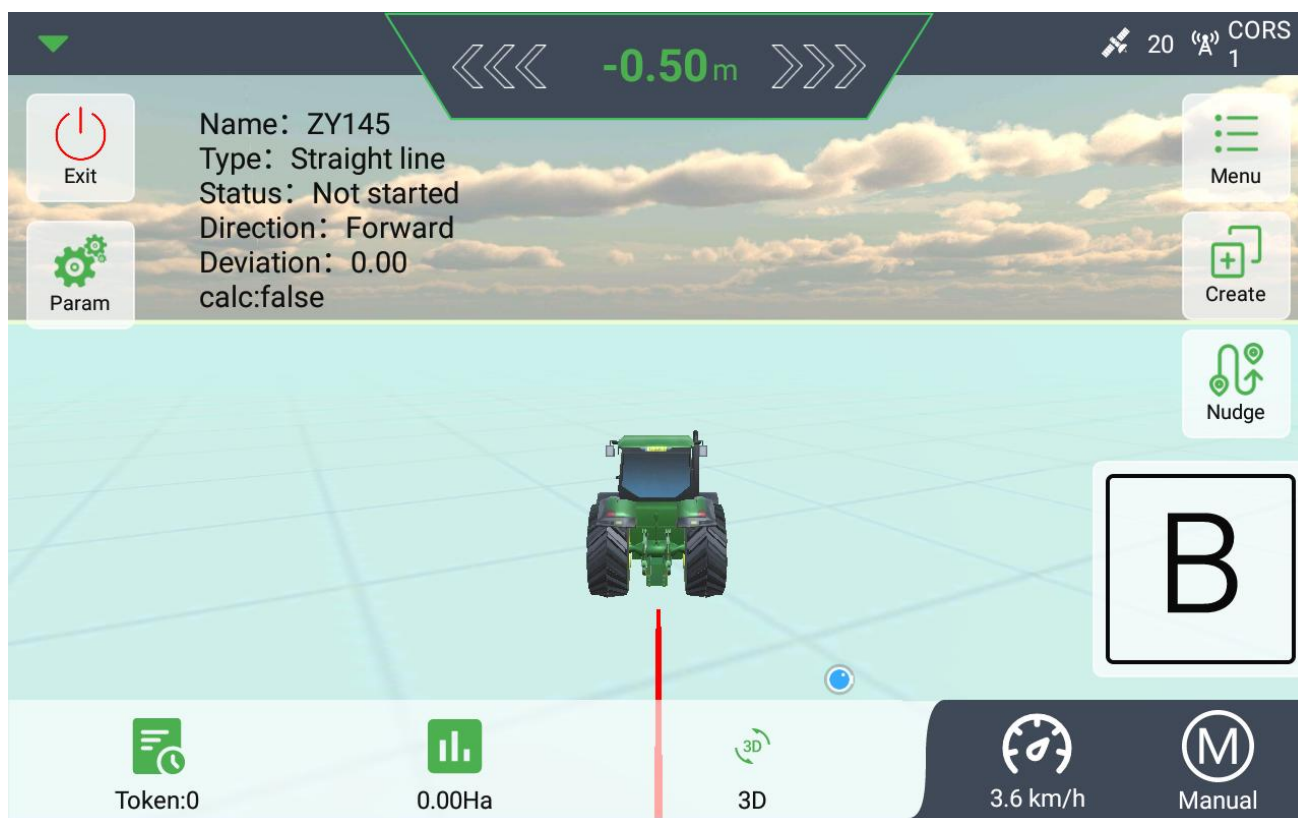 -0.50 m
20
CORS
1
Exit
Name：ZY145
Type：Straight line
Status：Not started
Direction：Forward
Deviation：0.00
calc:false
Param
Menu
Create
Nudge
B
3D
M
Token:0
0.00Ha
3D
3.6 km/h
Manual